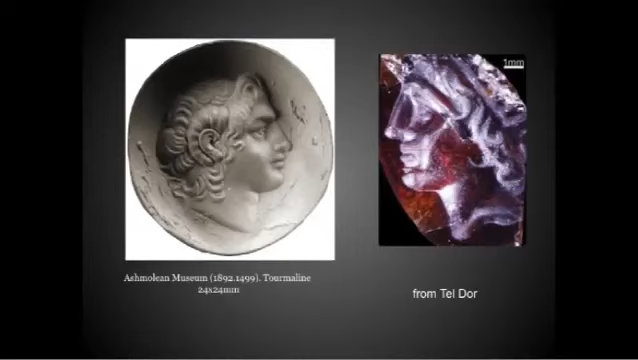 1mm
Ashmolean Museum (1892.1499). Tourmaline
24x24mm
from Tel Dor